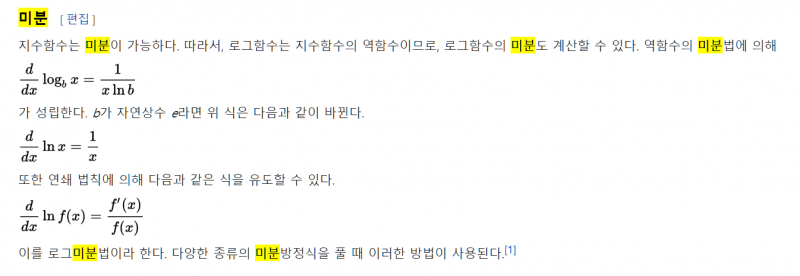 미분 [ 편집 ]
지수함수는 미분이 가능하다. 따라서, 로그함수는 지수함수의 역함수이므로, 로그함수의 미분도 계산할 수 있다. 역함수의 미분법에 의해
d/dx log_b x = 1/(x ln b)
가 성립한다. b가 자연상수 e라면 위 식은 다음과 같이 바뀐다.
d/dx ln x = 1/x
또한 연쇄 법칙에 의해 다음과 같은 식을 유도할 수 있다.
d/dx ln f(x) = f′(x)/f(x)
이를 로그미분법이라 한다. 다양한 종류의 미분방정식을 풀 때 이러한 방법이 사용된다.[1]